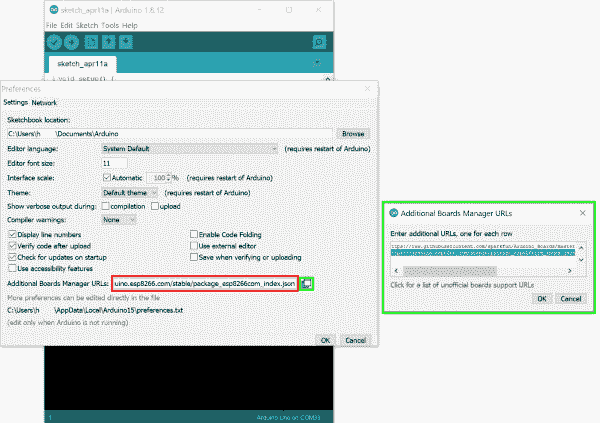 sketch_apr11a | Arduino 1.8.12
File Edit Sketch Tools Help
sketch_apr11a
void setup() {
Preferences
Settings Network
Sketchbook location:
C:\Users\h \Documents\Arduino Browse
Editor language: System Default (requires restart of Arduino)
Editor font size: 11
Interface scale: Automatic 100 % (requires restart of Arduino)
Theme: Default theme (requires restart of Arduino)
Show verbose output during: compilation upload
Compiler warnings: None
Display line numbers Enable Code Folding
Verify code after upload Use external editor
Check for updates on startup Save when verifying or uploading
Use accessibility features
Additional Boards Manager URLs: uino.esp8266.com/stable/package_esp8266com_index.json
More preferences can be edited directly in the file
C:\Users\h \AppData\Local\Arduino15\preferences.txt
(edit only when Arduino is not running)
OK Cancel
1 Arduino Uno on COM33
Additional Boards Manager URLs
Enter additional URLs, one for each row
Click for a list of unofficial boards support URLs
OK Cancel